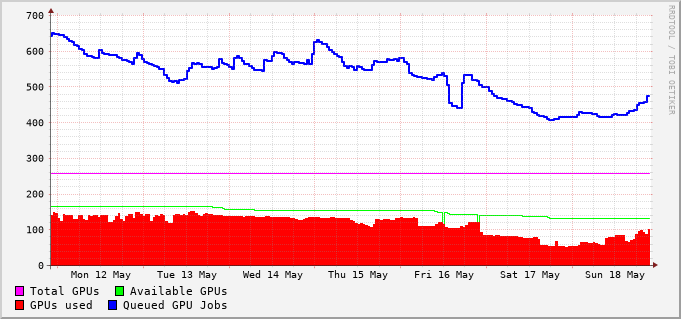 700
600
500
400
300
200
100
0
Mon 12 May Tue 13 May Wed 14 May Thu 15 May Fri 16 May Sat 17 May Sun 18 May
Total GPUs Available GPUs
GPUs used Queued GPU Jobs
RRDTOOL / TOBI OETIKER